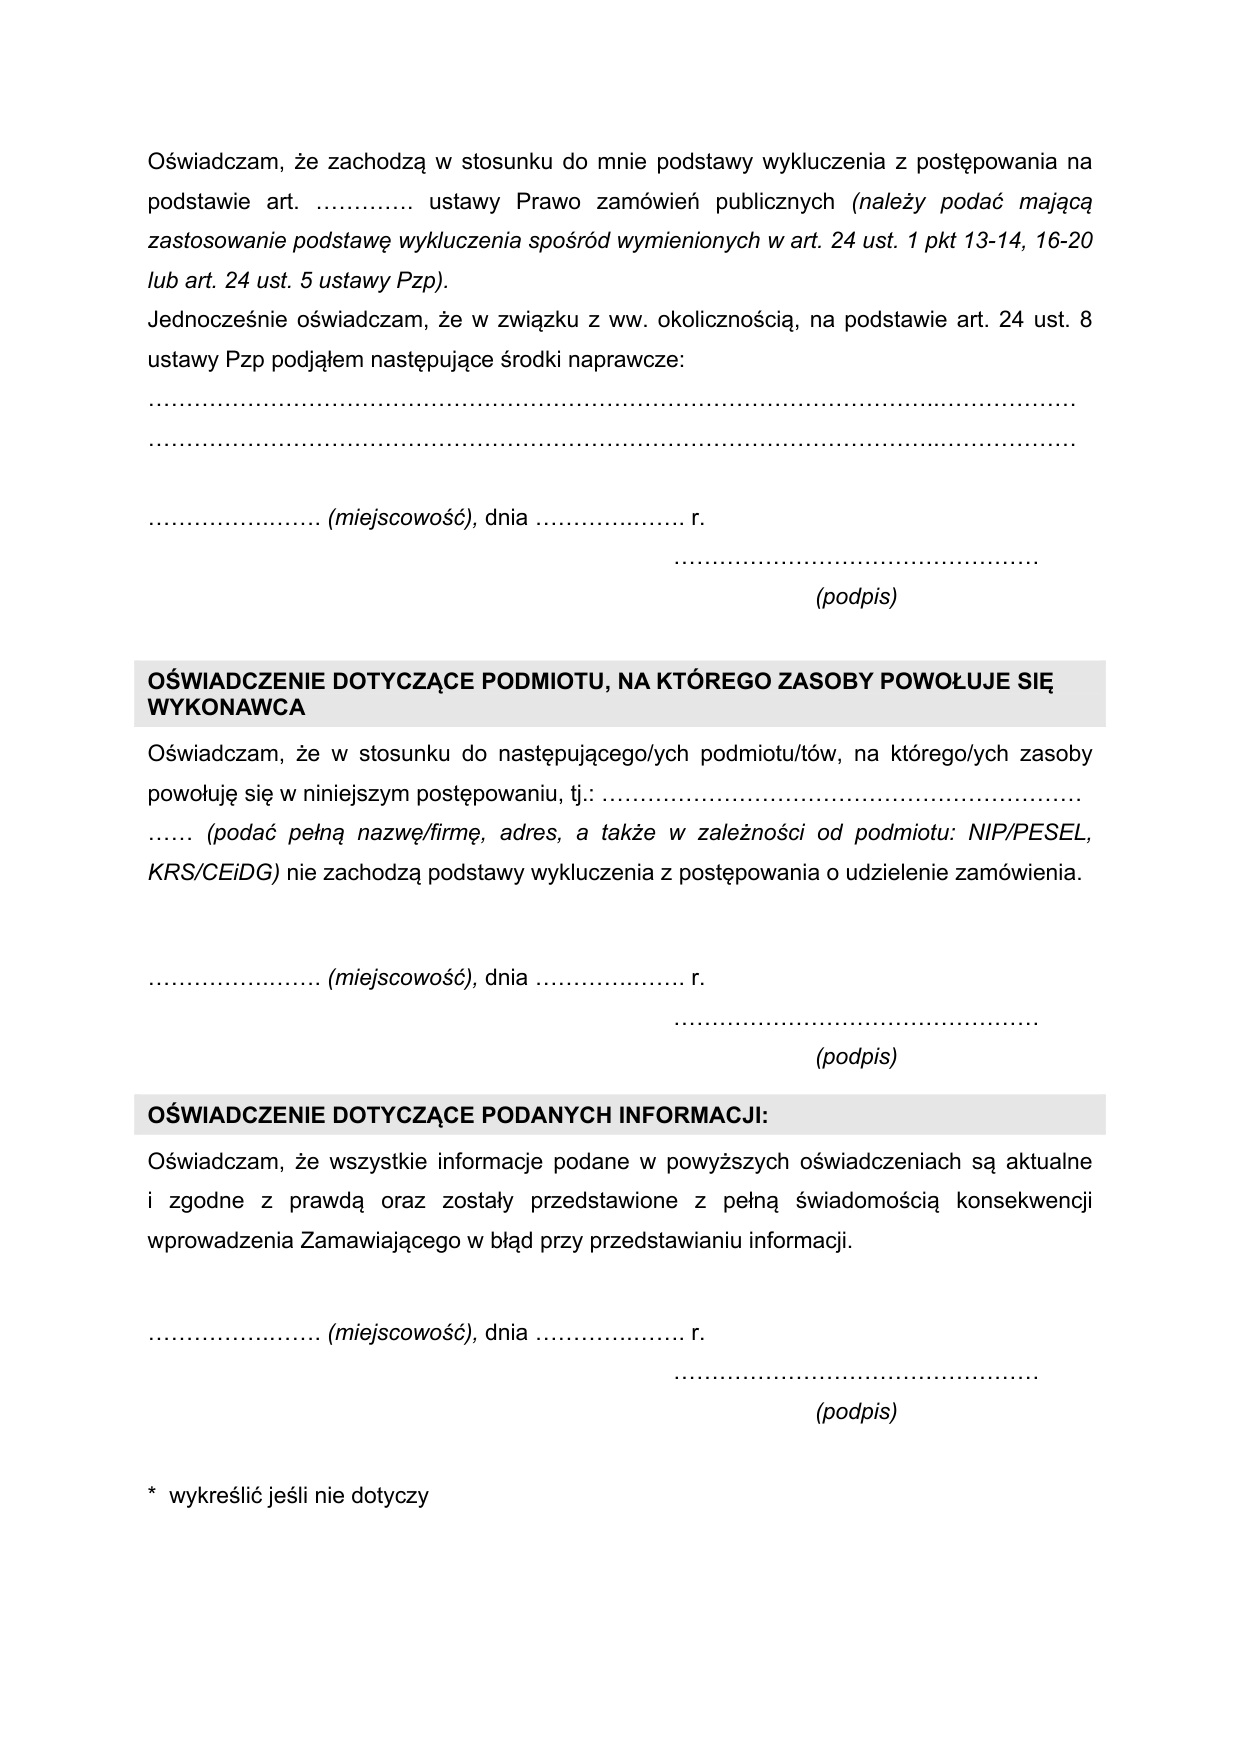 Oświadczam, że zachodzą w stosunku do mnie podstawy wykluczenia z postępowania na
podstawie art. …………. ustawy Prawo zamówień publicznych (należy podać mającą
zastosowanie podstawę wykluczenia spośród wymienionych w art. 24 ust. 1 pkt 13-14, 16-20
lub art. 24 ust. 5 ustawy Pzp).
Jednocześnie oświadczam, że w związku z ww. okolicznością, na podstawie art. 24 ust. 8
ustawy Pzp podjąłem następujące środki naprawcze:
…………………………………………………………………………………………..………………
…………………………………………………………………………………………..………………
…………….……. (miejscowość), dnia ………….……. r.
…………………………………………
(podpis)
OŚWIADCZENIE DOTYCZĄCE PODMIOTU, NA KTÓREGO ZASOBY POWOŁUJE SIĘ
WYKONAWCA
Oświadczam, że w stosunku do następującego/ych podmiotu/tów, na którego/ych zasoby
powołuję się w niniejszym postępowaniu, tj.: ………………………………………………………
…… (podać pełną nazwę/firmę, adres, a także w zależności od podmiotu: NIP/PESEL,
KRS/CEiDG) nie zachodzą podstawy wykluczenia z postępowania o udzielenie zamówienia.
…………….……. (miejscowość), dnia ………….……. r.
…………………………………………
(podpis)
OŚWIADCZENIE DOTYCZĄCE PODANYCH INFORMACJI:
Oświadczam, że wszystkie informacje podane w powyższych oświadczeniach są aktualne
i zgodne z prawdą oraz zostały przedstawione z pełną świadomością konsekwencji
wprowadzenia Zamawiającego w błąd przy przedstawianiu informacji.
…………….……. (miejscowość), dnia ………….……. r.
…………………………………………
(podpis)
* wykreślić jeśli nie dotyczy